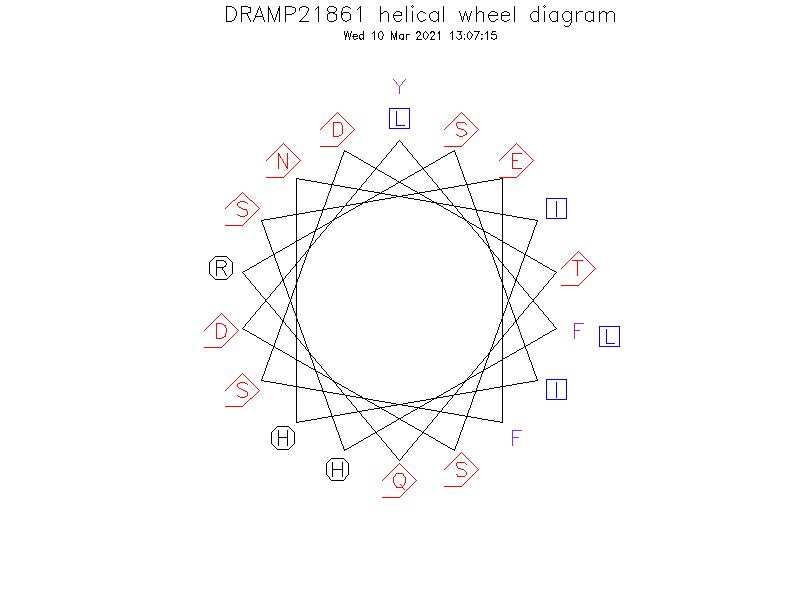 DRAMP21861 helical wheel diagram
Wed 10 Mar 2021 13:07:15
Y
D L S
N E
S I
R T
D F L
S I
H F
H Q S